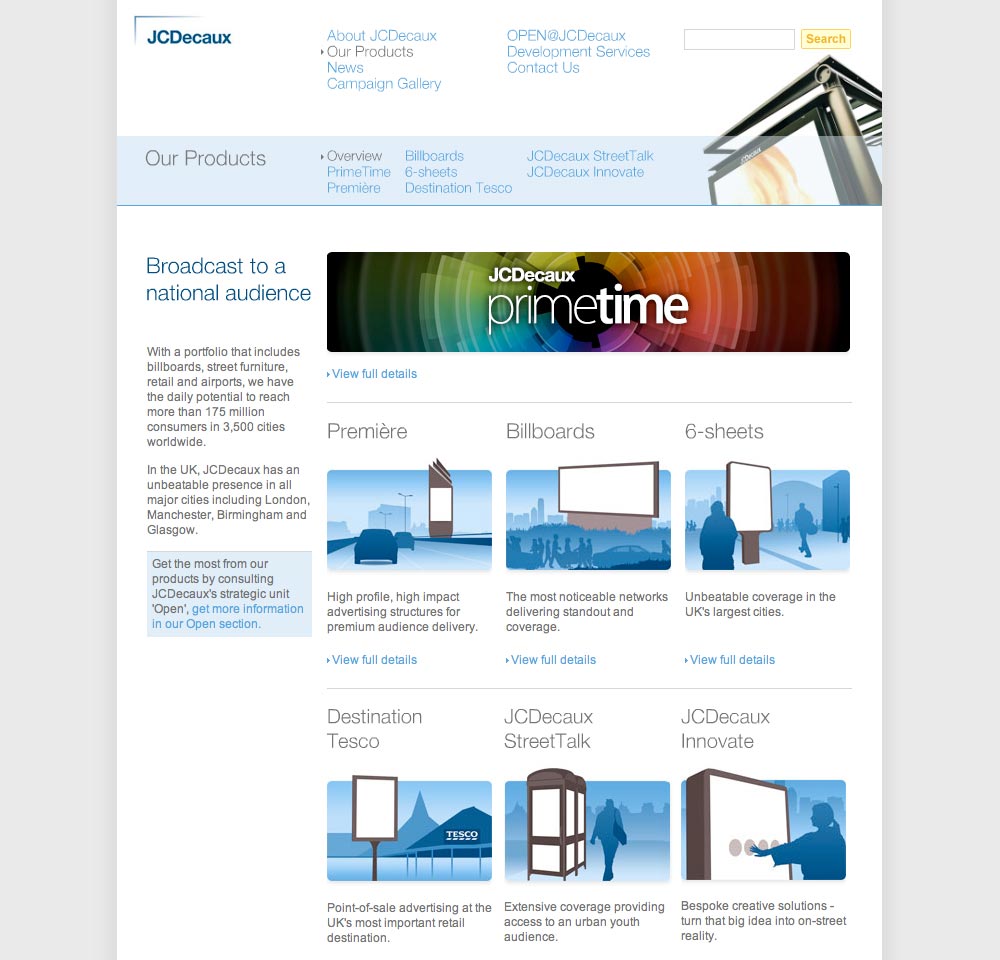 JCDecaux
About JCDecaux
Our Products
News
Campaign Gallery
OPEN@JCDecaux
Development Services
Contact Us
Search
JCDecaux
Our Products
Overview
PrimeTime
Première
Billboards
6-sheets
Destination Tesco
JCDecaux StreetTalk
JCDecaux Innovate
Broadcast to a
national audience
With a portfolio that includes
billboards, street furniture,
retail and airports, we have
the daily potential to reach
more than 175 million
consumers in 3,500 cities
worldwide.
In the UK, JCDecaux has an
unbeatable presence in all
major cities including London,
Manchester, Birmingham and
Glasgow.
Get the most from our
products by consulting
JCDecaux's strategic unit
'Open', get more information
in our Open section.
JCDecaux
primetime
View full details
Première
High profile, high impact
advertising structures for
premium audience delivery.
View full details
Billboards
The most noticeable networks
delivering standout and
coverage.
View full details
6-sheets
Unbeatable coverage in the
UK's largest cities.
View full details
Destination
Tesco
TESCO
Point-of-sale advertising at the
UK's most important retail
destination.
JCDecaux
StreetTalk
Extensive coverage providing
access to an urban youth
audience.
JCDecaux
Innovate
Bespoke creative solutions -
turn that big idea into on-street
reality.